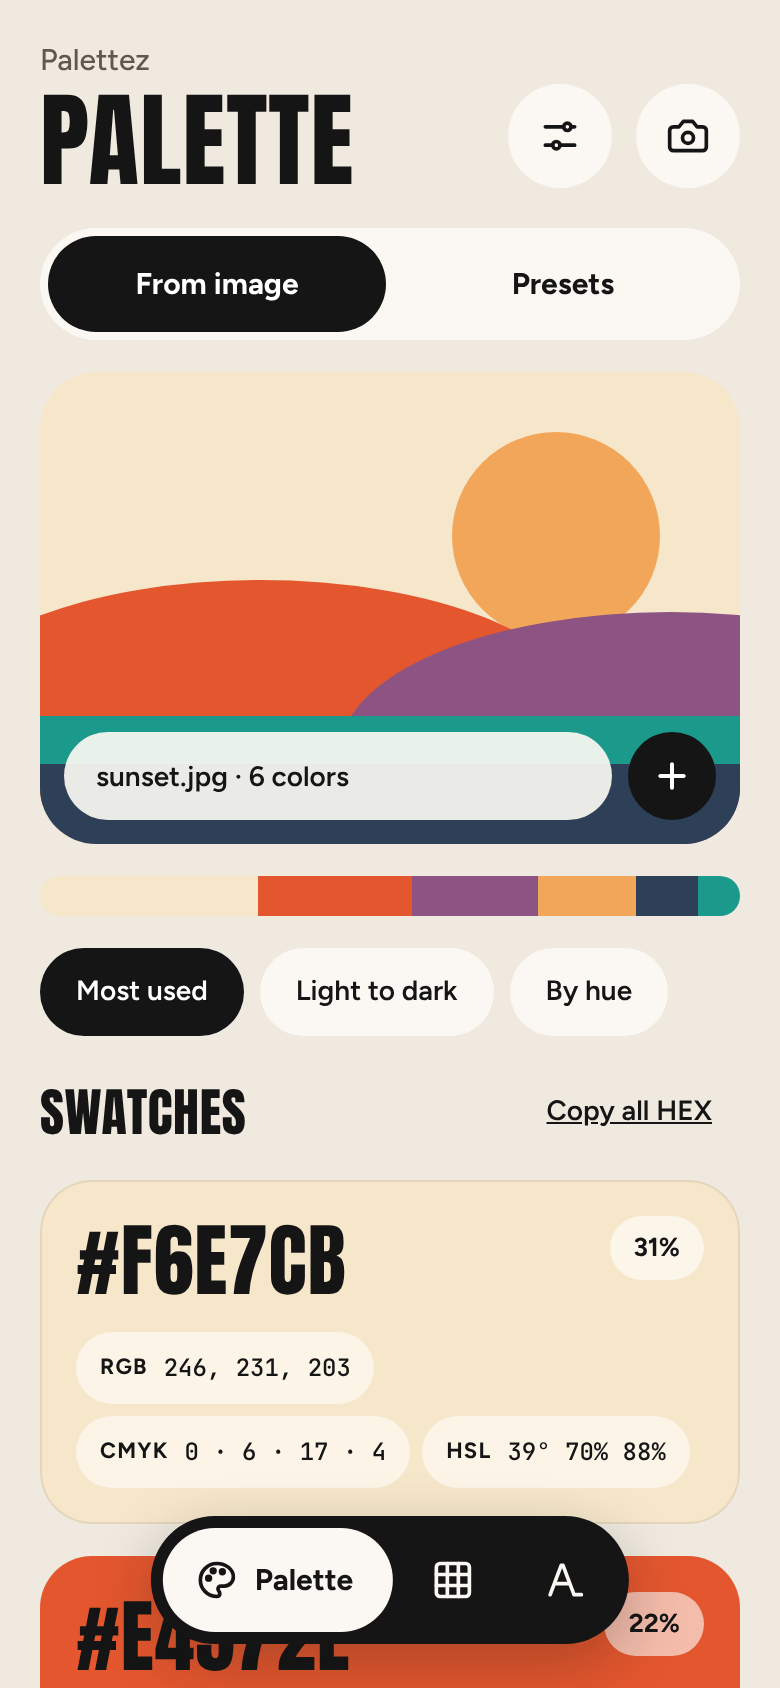 Palettez
PALETTE
From image
Presets
sunset.jpg · 6 colors
Most used
Light to dark
By hue
SWATCHES
Copy all HEX
#F6E7CB
31%
RGB 246, 231, 203
CMYK 0 · 6 · 17 · 4
HSL 39° 70% 88%
Palette
22%